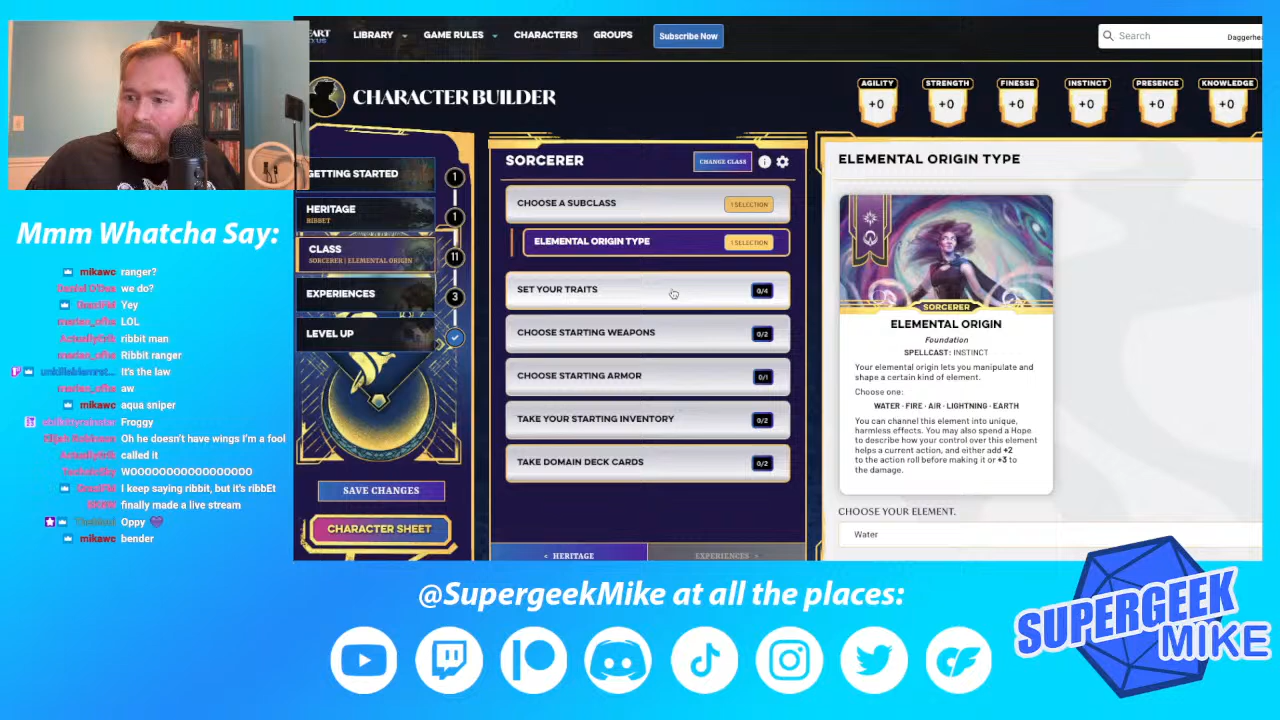 ART
LIBRARY
GAME RULES
CHARACTERS
GROUPS
Subscribe Now
Search
Daggerhe
CHARACTER BUILDER
AGILITY
+0
STRENGTH
+0
FINESSE
+0
INSTINCT
+0
PRESENCE
+0
KNOWLEDGE
+0
GETTING STARTED
1
HERITAGE
RIBBET
1
CLASS
SORCERER | ELEMENTAL ORIGIN
11
EXPERIENCES
3
LEVEL UP
SAVE CHANGES
CHARACTER SHEET
SORCERER
CHANGE CLASS
CHOOSE A SUBCLASS
1 SELECTION
ELEMENTAL ORIGIN TYPE
1 SELECTION
SET YOUR TRAITS
0/4
CHOOSE STARTING WEAPONS
0/2
CHOOSE STARTING ARMOR
0/1
TAKE YOUR STARTING INVENTORY
0/2
TAKE DOMAIN DECK CARDS
0/2
< HERITAGE
EXPERIENCES >
ELEMENTAL ORIGIN TYPE
SORCERER
ELEMENTAL ORIGIN
Foundation
SPELLCAST: INSTINCT
Your elemental origin lets you manipulate and
shape a certain kind of element.
Choose one:
WATER · FIRE · AIR · LIGHTNING · EARTH
You can channel this element into unique,
harmless effects. You may also spend a Hope
to describe how your control over this element
helps a current action, and either add +2
to the action roll before making it or +3 to
the damage.
CHOOSE YOUR ELEMENT.
Water
Mmm Whatcha Say:
mikawc ranger?
we do?
Yey
LOL
ribbit man
Ribbit ranger
It's the law
aw
mikawc aqua sniper
Froggy
Oh he doesn't have wings I'm a fool
called it
WOOOOOOOOOOOOOOOO
I keep saying ribbit, but it's ribbEt
finally made a live stream
Oppy
mikawc bender
@SupergeekMike at all the places:
SUPERGEEK
MIKE